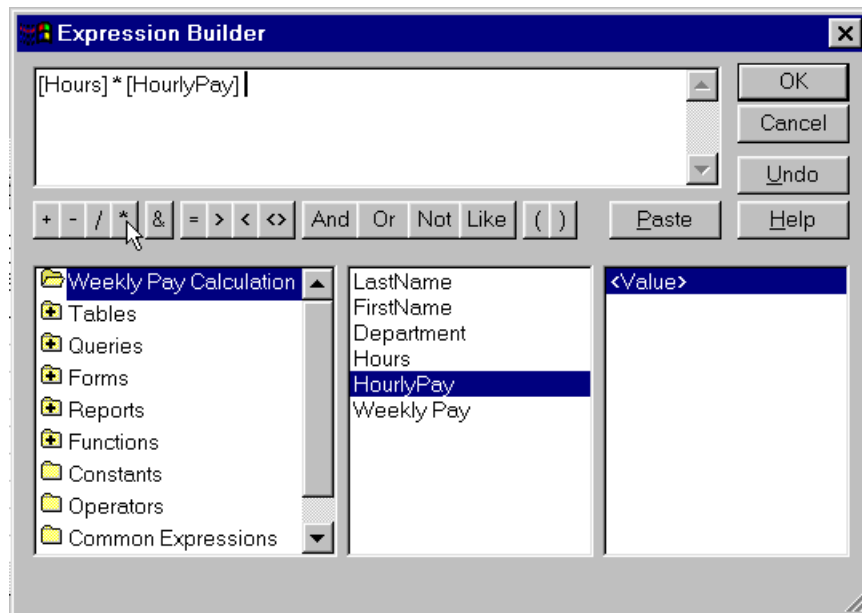 Expression Builder
[Hours] * [HourlyPay]
OK
Cancel
Undo
+ - / * & = > < <> And Or Not Like ( ) Paste Help
Weekly Pay Calculation
Tables
Queries
Forms
Reports
Functions
Constants
Operators
Common Expressions
LastName
FirstName
Department
Hours
HourlyPay
Weekly Pay
<Value>